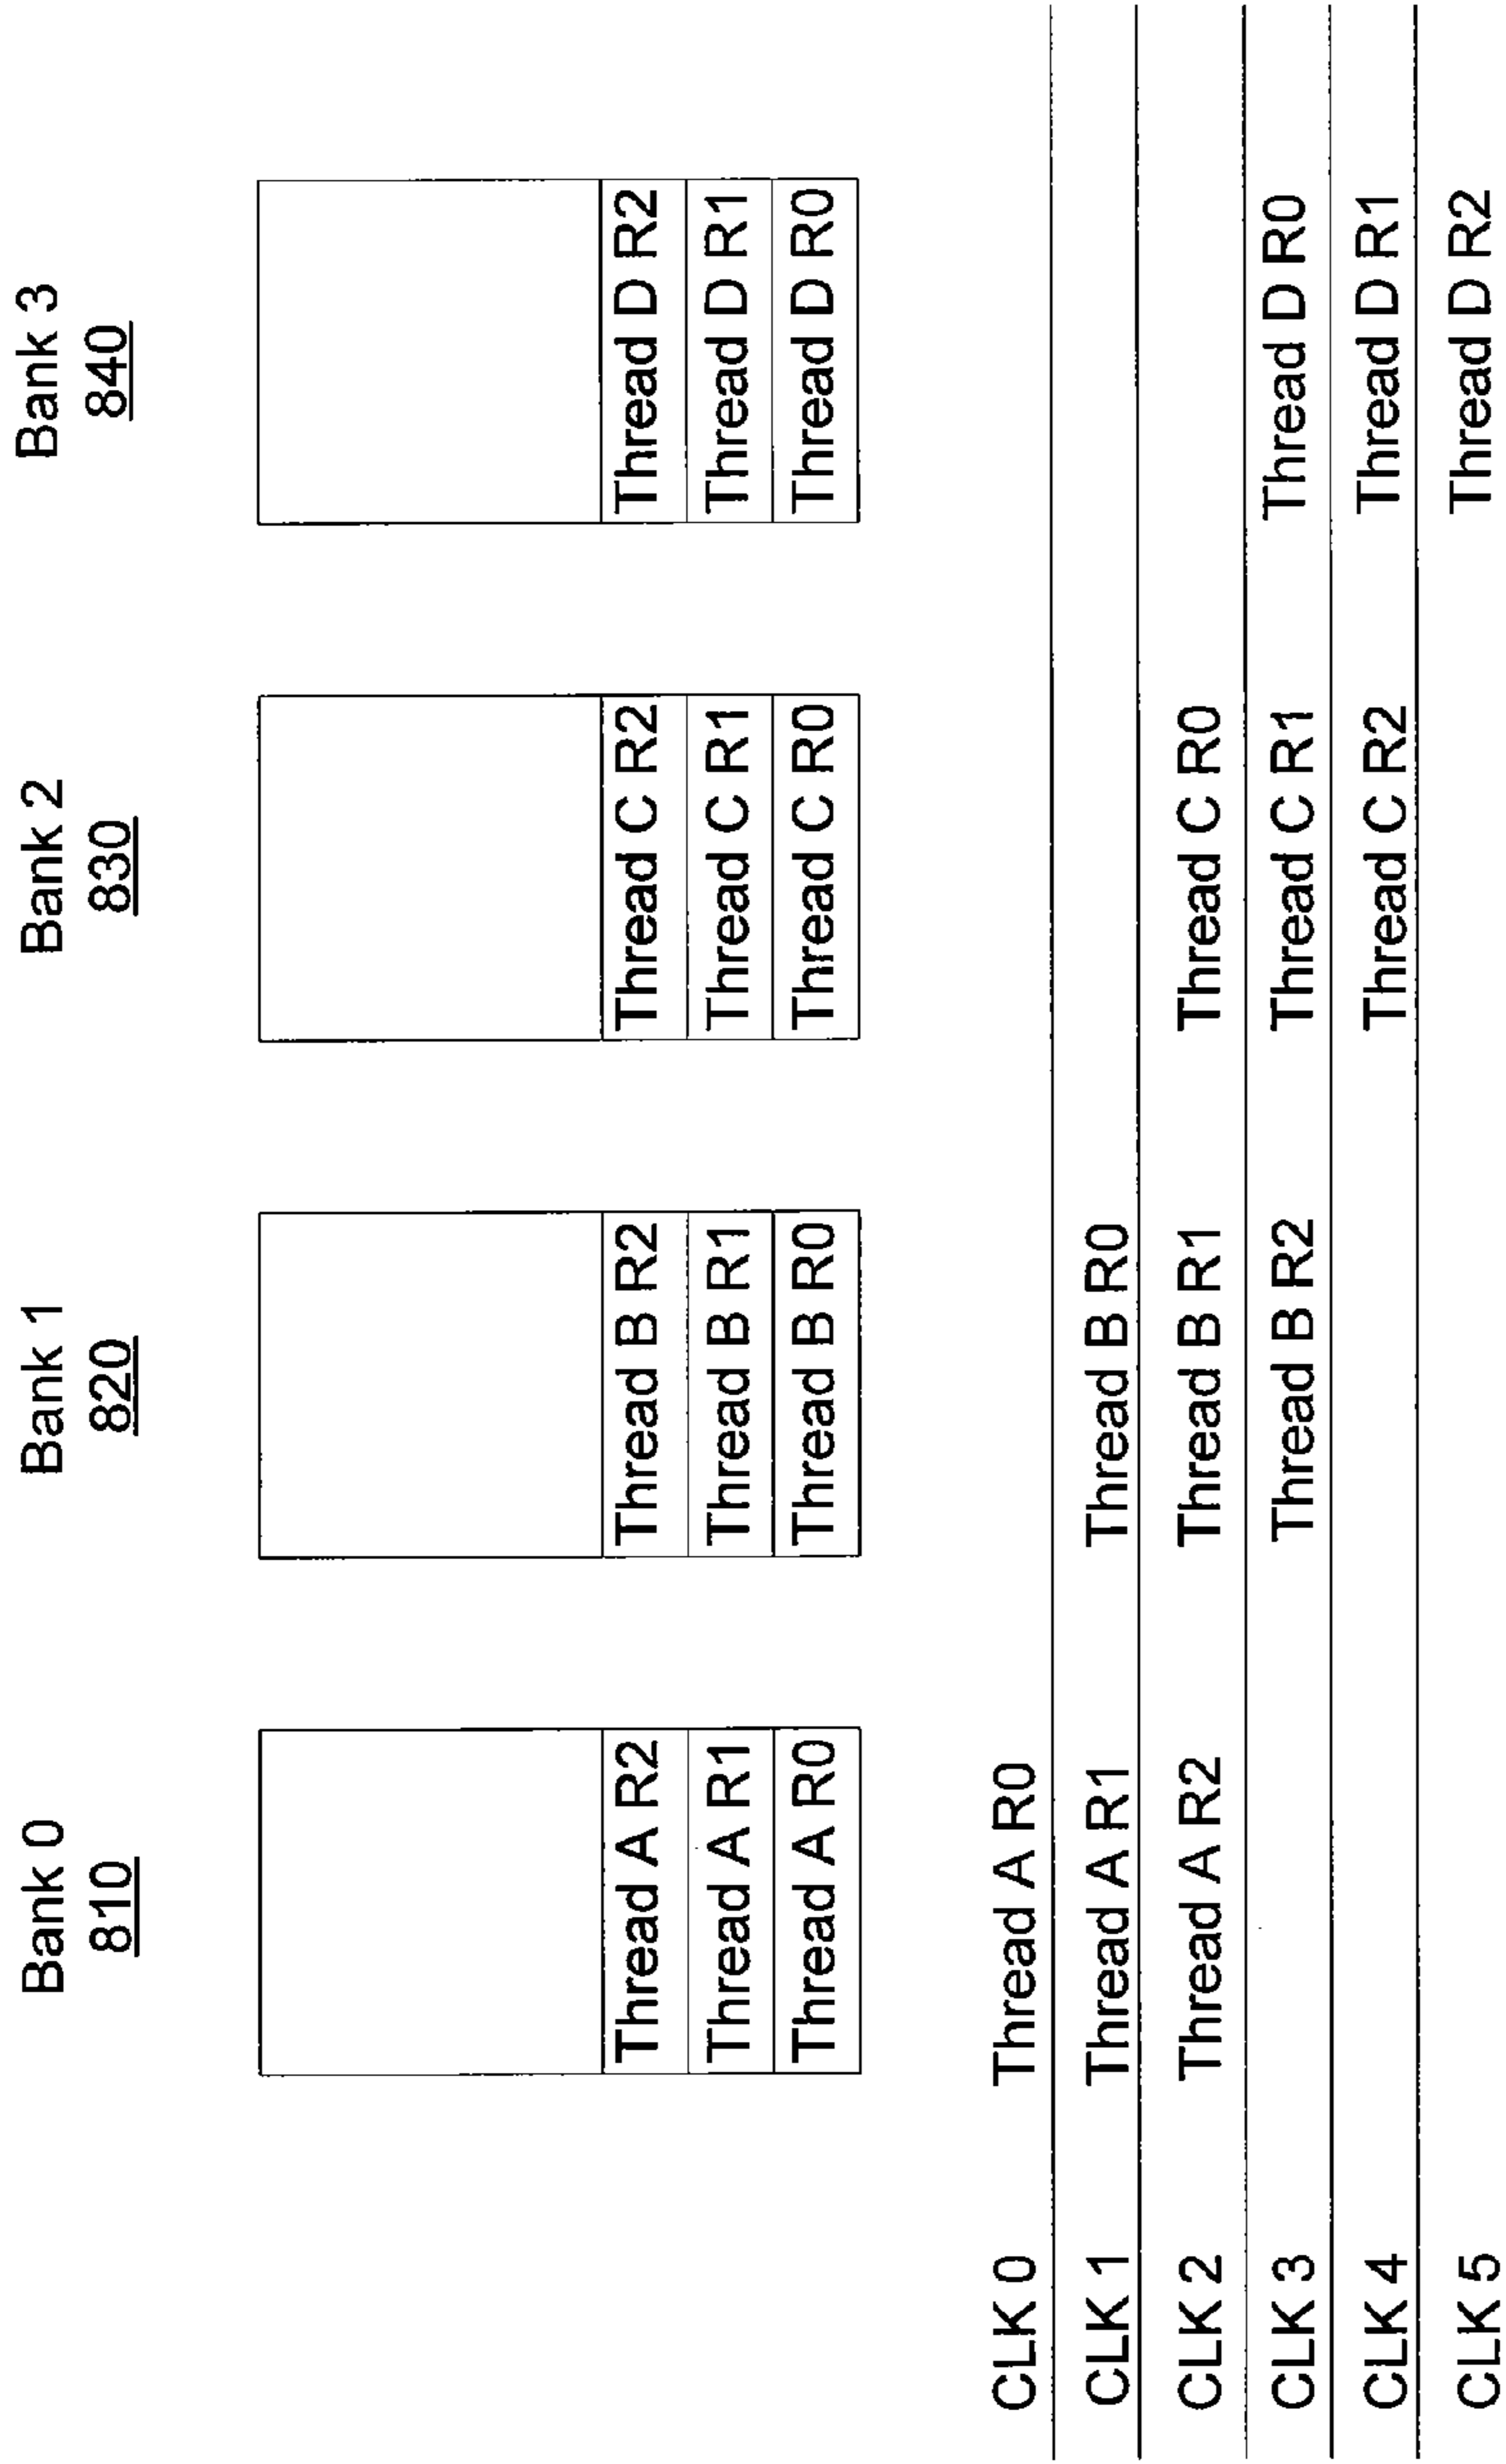 Bank 0 Bank 1 Bank 2 Bank 3
810 820 830 840
Thread A R2 Thread B R2 Thread C R2 Thread D R2
Thread A R1 Thread B R1 Thread C R1 Thread D R1
Thread A R0 Thread B R0 Thread C R0 Thread D R0
CLK 0 Thread A R0
CLK 1 Thread A R1 Thread B R0
CLK 2 Thread A R2 Thread B R1 Thread C R0
CLK 3 Thread B R2 Thread C R1 Thread D R0
CLK 4 Thread C R2 Thread D R1
CLK 5 Thread D R2